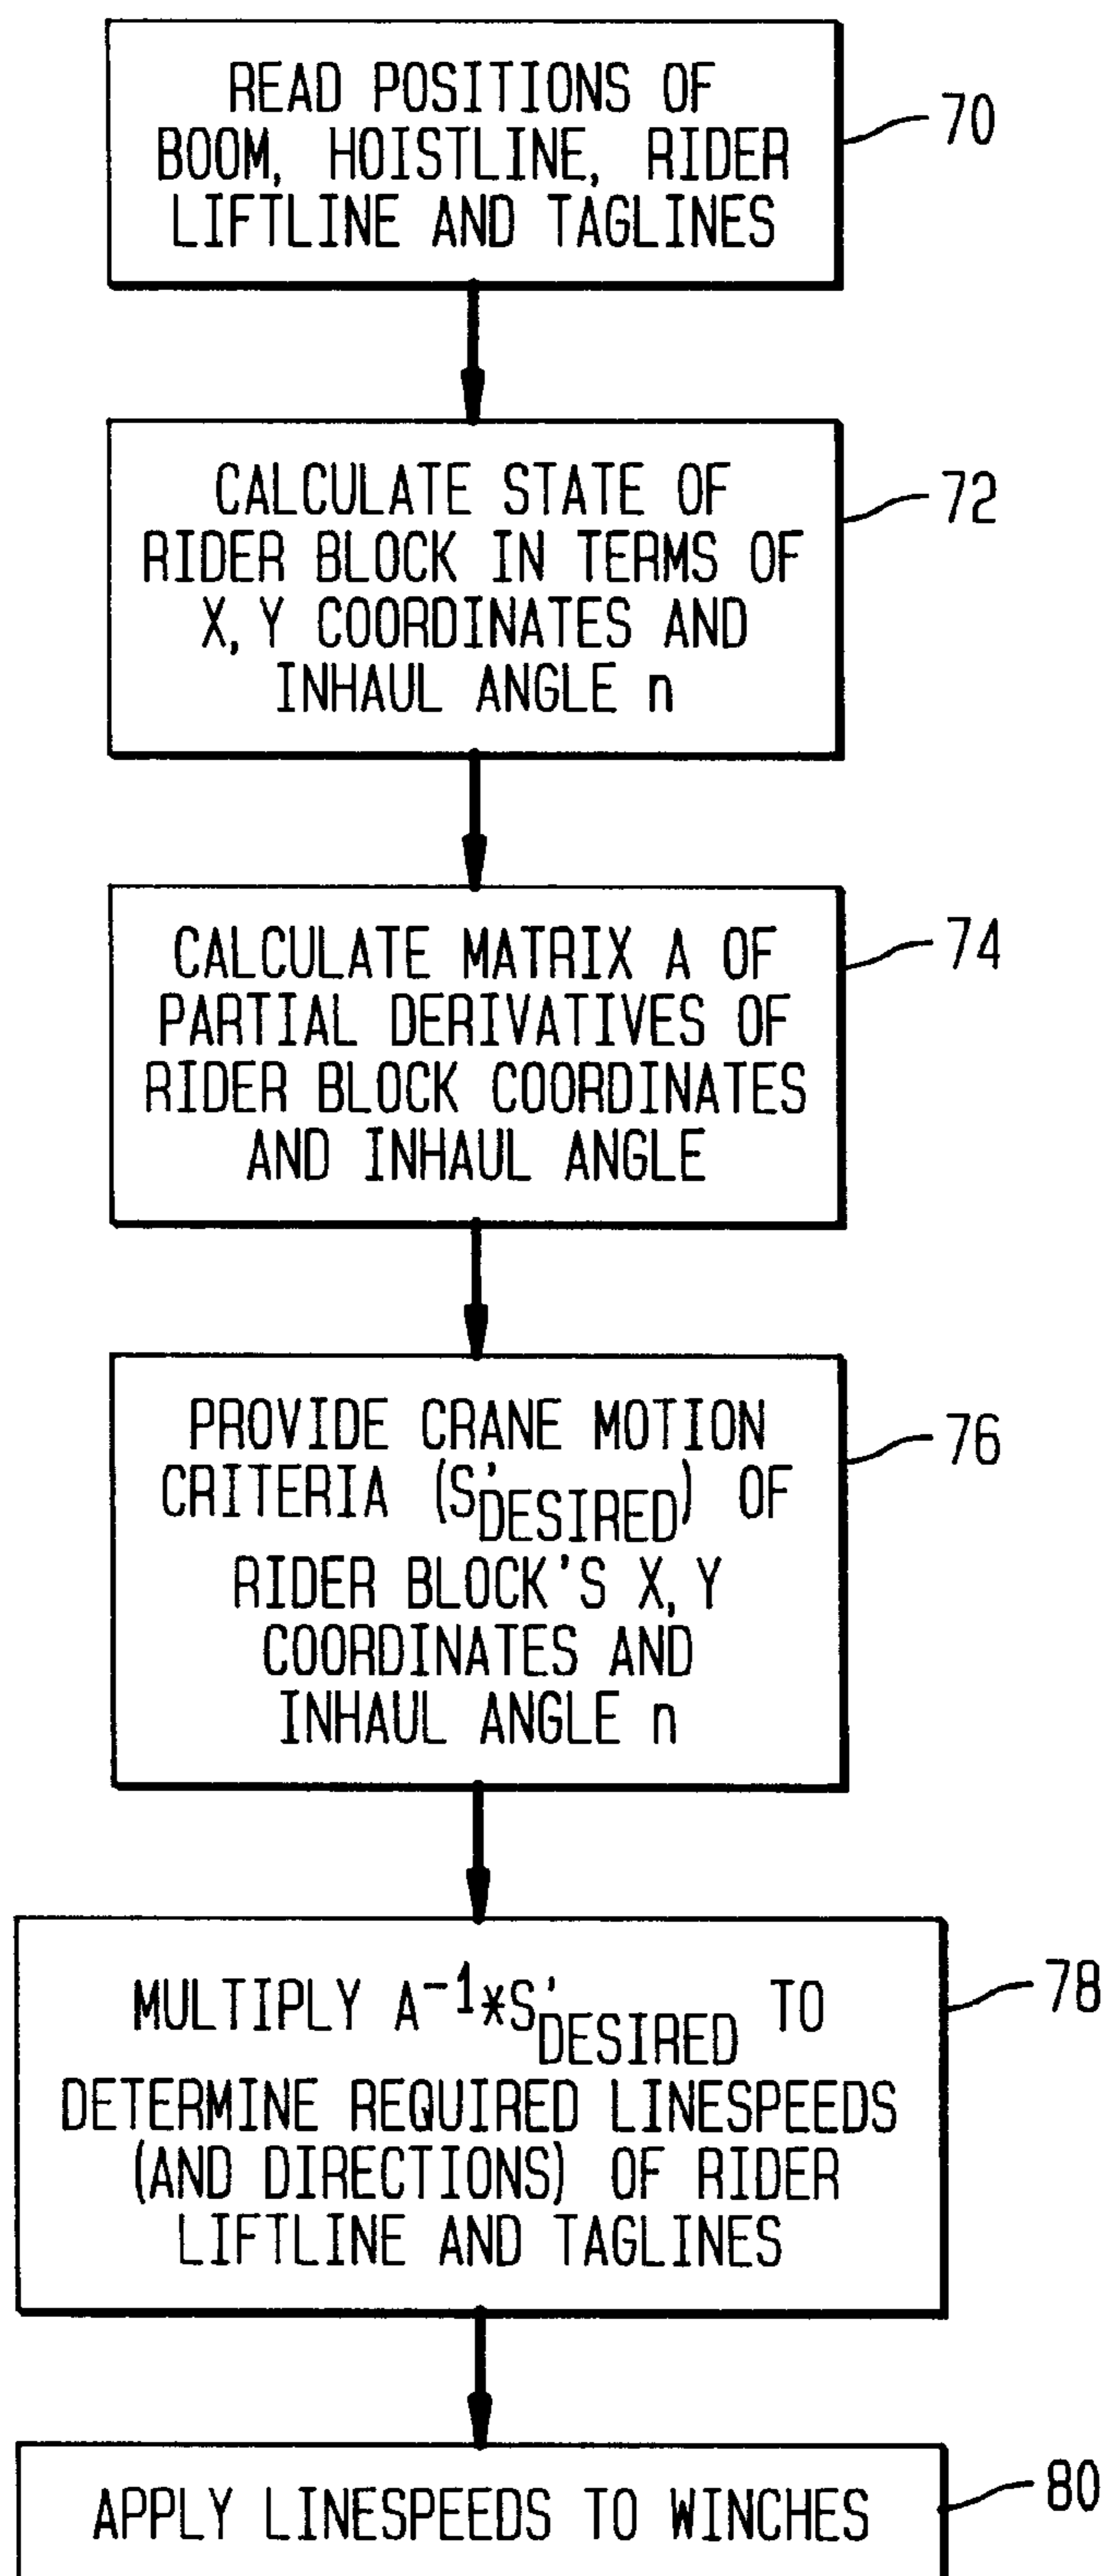 READ POSITIONS OF
BOOM, HOISTLINE, RIDER
LIFTLINE AND TAGLINES
70
CALCULATE STATE OF
RIDER BLOCK IN TERMS OF
X, Y COORDINATES AND
INHAUL ANGLE n
72
CALCULATE MATRIX A OF
PARTIAL DERIVATIVES OF
RIDER BLOCK COORDINATES
AND INHAUL ANGLE
74
PROVIDE CRANE MOTION
CRITERIA (S'DESIRED) OF
RIDER BLOCK'S X, Y
COORDINATES AND
INHAUL ANGLE n
76
MULTIPLY A⁻¹*S'DESIRED TO
DETERMINE REQUIRED LINESPEEDS
(AND DIRECTIONS) OF RIDER
LIFTLINE AND TAGLINES
78
APPLY LINESPEEDS TO WINCHES
80